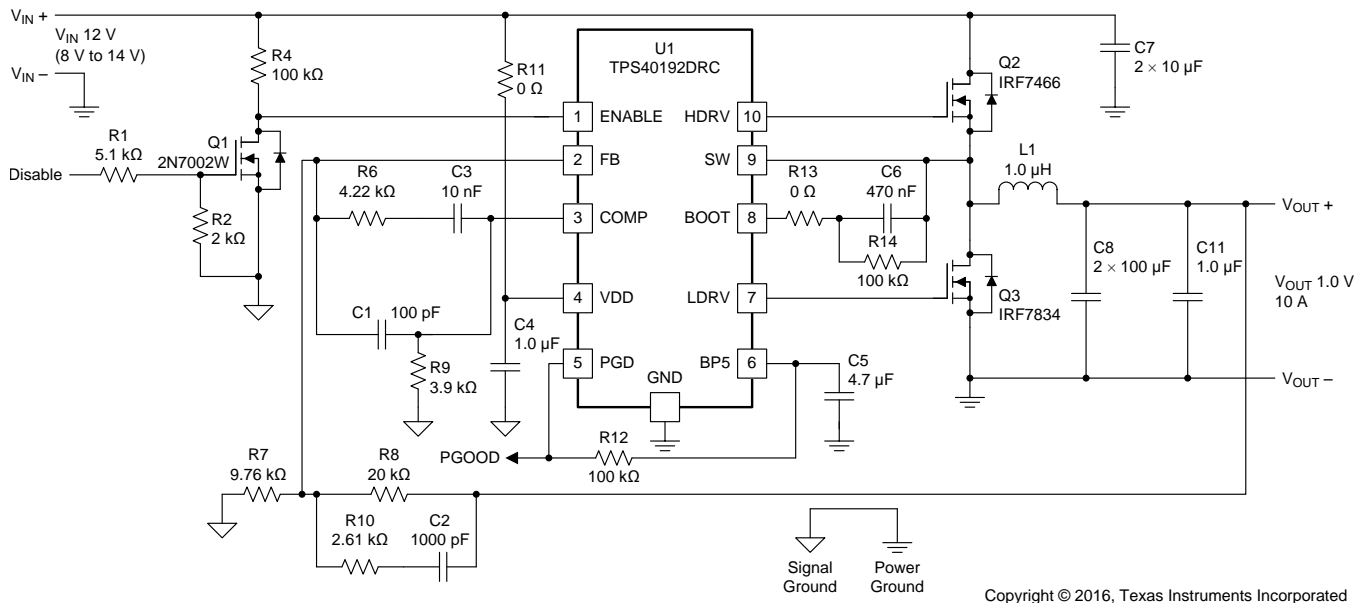 VIN +
VIN 12 V
(8 V to 14 V)
VIN –
R4
100 kΩ
R11
0 Ω
U1
TPS40192DRC
C7
2 × 10 µF
Q2
IRF7466
1
ENABLE
HDRV
10
Q1
2N7002W
R1
5.1 kΩ
Disable
R2
2 kΩ
2
FB
SW
9
R6
4.22 kΩ
C3
10 nF
R13
0 Ω
C6
470 nF
L1
1.0 µH
3
COMP
BOOT
8
R14
100 kΩ
VOUT +
C8
2 × 100 µF
C11
1.0 µF
VOUT 1.0 V
10 A
4
VDD
LDRV
7
Q3
IRF7834
C1
100 pF
C4
1.0 µF
R9
3.9 kΩ
5
PGD
BP5
6
C5
4.7 µF
GND
VOUT –
PGOOD
R12
100 kΩ
R7
9.76 kΩ
R8
20 kΩ
R10
2.61 kΩ
C2
1000 pF
Signal
Ground
Power
Ground
Copyright © 2016, Texas Instruments Incorporated